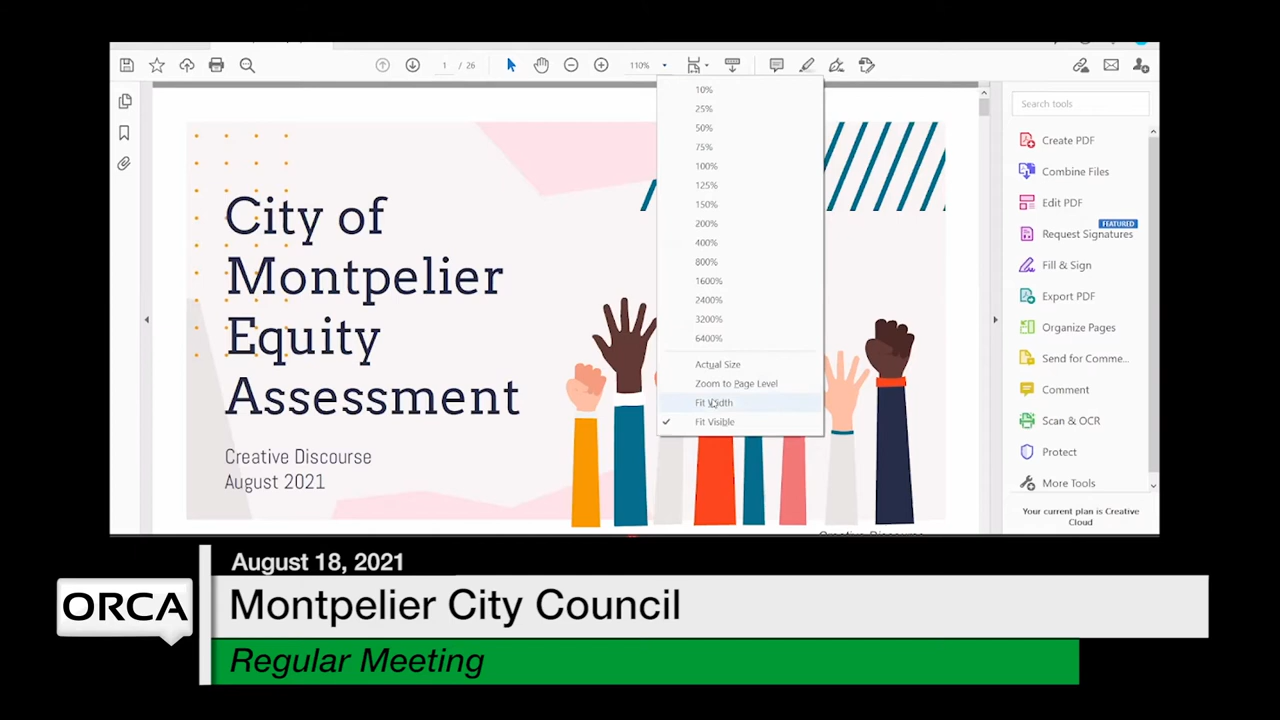 1 / 26
110%
10%
25%
50%
75%
100%
125%
150%
200%
400%
800%
1600%
2400%
3200%
6400%
Actual Size
Zoom to Page Level
Fit Width
Fit Visible
City of
Montpelier
Equity
Assessment
Creative Discourse
August 2021
Search tools
Create PDF
Combine Files
Edit PDF
FEATURED
Request Signatures
Fill & Sign
Export PDF
Organize Pages
Send for Comme...
Comment
Scan & OCR
Protect
More Tools
Your current plan is Creative
Cloud
August 18, 2021
ORCA
Montpelier City Council
Regular Meeting